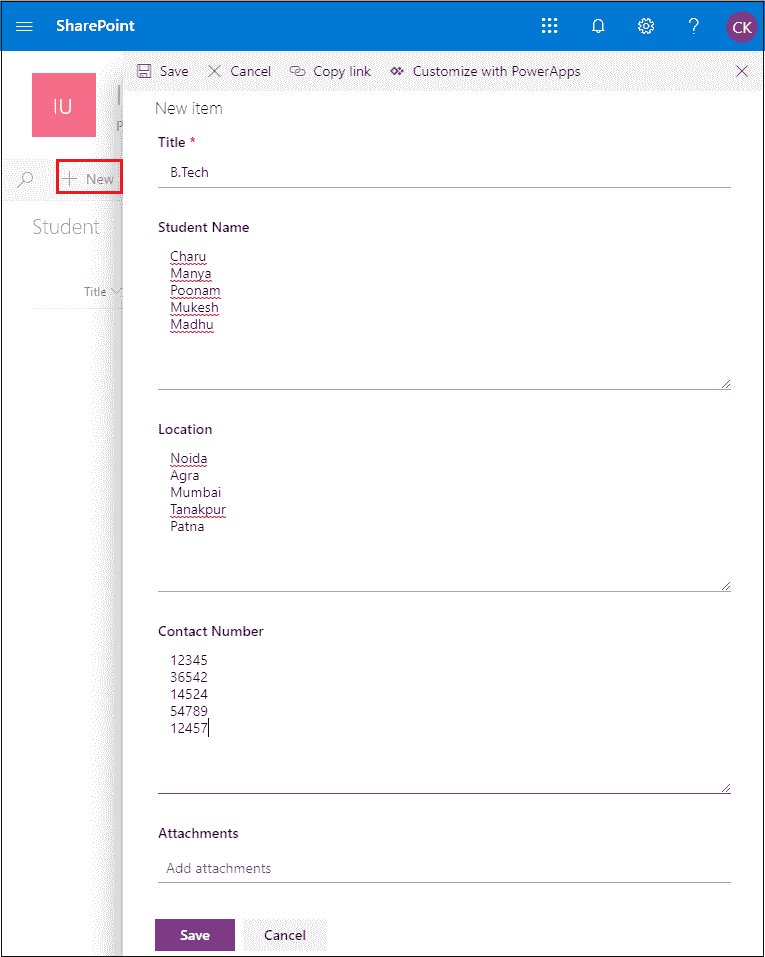 SharePoint
?
CK
Save
Cancel
Copy link
Customize with PowerApps
IU
New item
Title *
B.Tech
New
Student
Title
Student Name
Charu
Manya
Poonam
Mukesh
Madhu
Location
Noida
Agra
Mumbai
Tanakpur
Patna
Contact Number
12345
36542
14524
54789
12457
Attachments
Add attachments
Save
Cancel